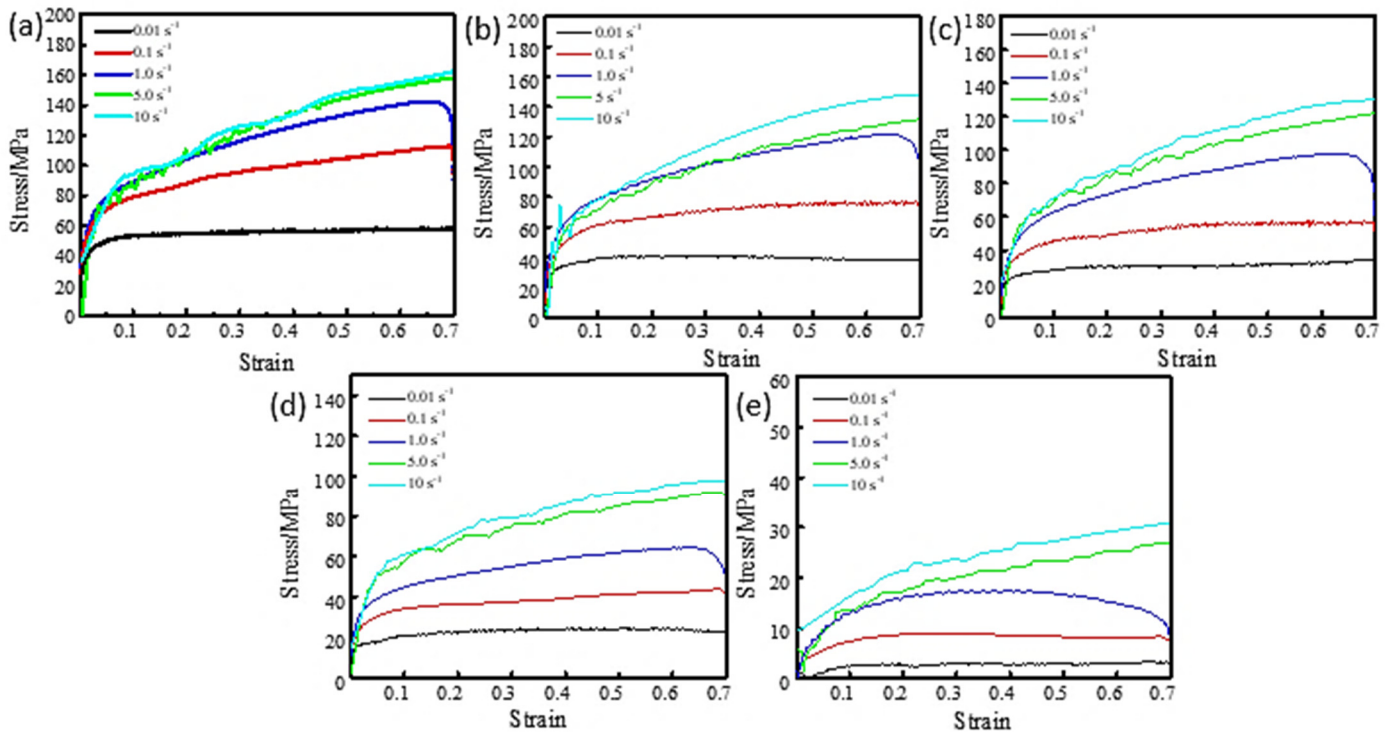 (a)
200
180
160
140
120
100
80
60
40
20
0
Stress/MPa
0.01 s⁻¹
0.1 s⁻¹
1.0 s⁻¹
5.0 s⁻¹
10 s⁻¹
0.1 0.2 0.3 0.4 0.5 0.6 0.7
Strain
(b)
200
180
160
140
120
100
80
60
40
20
0
Stress/MPa
0.01 s⁻¹
0.1 s⁻¹
1.0 s⁻¹
5 s⁻¹
10 s⁻¹
0.1 0.2 0.3 0.4 0.5 0.6 0.7
Strain
(c)
180
160
140
120
100
80
60
40
20
0
Stress/MPa
0.01 s⁻¹
0.1 s⁻¹
1.0 s⁻¹
5.0 s⁻¹
10 s⁻¹
0.1 0.2 0.3 0.4 0.5 0.6 0.7
Strain
(d)
140
120
100
80
60
40
20
0
Stress/MPa
0.01 s⁻¹
0.1 s⁻¹
1.0 s⁻¹
5.0 s⁻¹
10 s⁻¹
0.1 0.2 0.3 0.4 0.5 0.6 0.7
Strain
(e)
60
50
40
30
20
10
0
Stress/MPa
0.01 s⁻¹
0.1 s⁻¹
1.0 s⁻¹
5.0 s⁻¹
10 s⁻¹
0.1 0.2 0.3 0.4 0.5 0.6 0.7
Strain